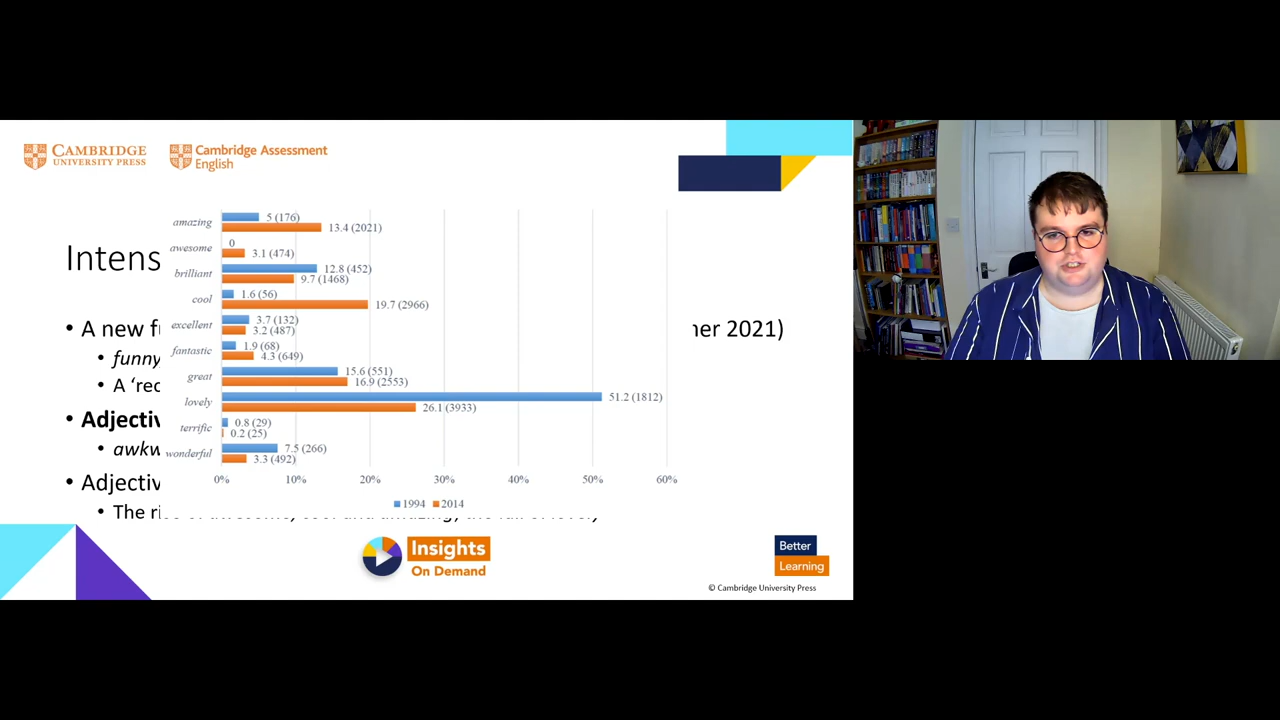 CAMBRIDGE
UNIVERSITY PRESS
Cambridge Assessment
English
Intens
• A new f
ner 2021)
• funny,
• A ‘rec
• Adjectiv
• awkw
• Adjectiv
• The ri
amazing
5 (176)
13.4 (2021)
awesome
0
3.1 (474)
brilliant
12.8 (452)
9.7 (1468)
cool
1.6 (56)
19.7 (2966)
excellent
3.7 (132)
3.2 (487)
fantastic
1.9 (68)
4.3 (649)
great
15.6 (551)
16.9 (2553)
lovely
51.2 (1812)
26.1 (3933)
terrific
0.8 (29)
0.2 (25)
wonderful
7.5 (266)
3.3 (492)
0% 10% 20% 30% 40% 50% 60%
1994 2014
Insights
On Demand
Better
Learning
© Cambridge University Press